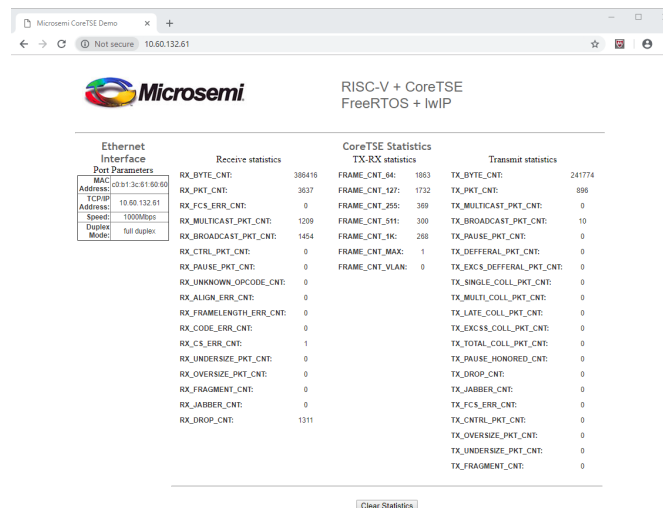 Microsemi CoreTSE Demo
Not secure 10.60.132.61
Microsemi.
RISC-V + CoreTSE
FreeRTOS + lwIP
Ethernet
Interface
Port Parameters
MAC Address: c0:b1:3c:61:60:60
TCP/IP Address: 10.60.132.61
Speed: 1000Mbps
Duplex Mode: full duplex
CoreTSE Statistics
Receive statistics
RX_BYTE_CNT: 386416
RX_PKT_CNT: 3637
RX_FCS_ERR_CNT: 0
RX_MULTICAST_PKT_CNT: 1209
RX_BROADCAST_PKT_CNT: 1454
RX_CTRL_PKT_CNT: 0
RX_PAUSE_PKT_CNT: 0
RX_UNKNOWN_OPCODE_CNT: 0
RX_ALIGN_ERR_CNT: 0
RX_FRAMELENGTH_ERR_CNT: 0
RX_CODE_ERR_CNT: 0
RX_CS_ERR_CNT: 1
RX_UNDERSIZE_PKT_CNT: 0
RX_OVERSIZE_PKT_CNT: 0
RX_FRAGMENT_CNT: 0
RX_JABBER_CNT: 0
RX_DROP_CNT: 1311
TX-RX statistics
FRAME_CNT_64: 1863
FRAME_CNT_127: 1732
FRAME_CNT_255: 369
FRAME_CNT_511: 300
FRAME_CNT_1K: 268
FRAME_CNT_MAX: 1
FRAME_CNT_VLAN: 0
Transmit statistics
TX_BYTE_CNT: 241774
TX_PKT_CNT: 896
TX_MULTICAST_PKT_CNT: 0
TX_BROADCAST_PKT_CNT: 10
TX_PAUSE_PKT_CNT: 0
TX_DEFFERAL_PKT_CNT: 0
TX_EXCS_DEFFERAL_PKT_CNT: 0
TX_SINGLE_COLL_PKT_CNT: 0
TX_MULTI_COLL_PKT_CNT: 0
TX_LATE_COLL_PKT_CNT: 0
TX_EXCSS_COLL_PKT_CNT: 0
TX_TOTAL_COLL_PKT_CNT: 0
TX_PAUSE_HONORED_CNT: 0
TX_DROP_CNT: 0
TX_JABBER_CNT: 0
TX_FCS_ERR_CNT: 0
TX_CNTRL_PKT_CNT: 0
TX_OVERSIZE_PKT_CNT: 0
TX_UNDERSIZE_PKT_CNT: 0
TX_FRAGMENT_CNT: 0
Clear Statistics